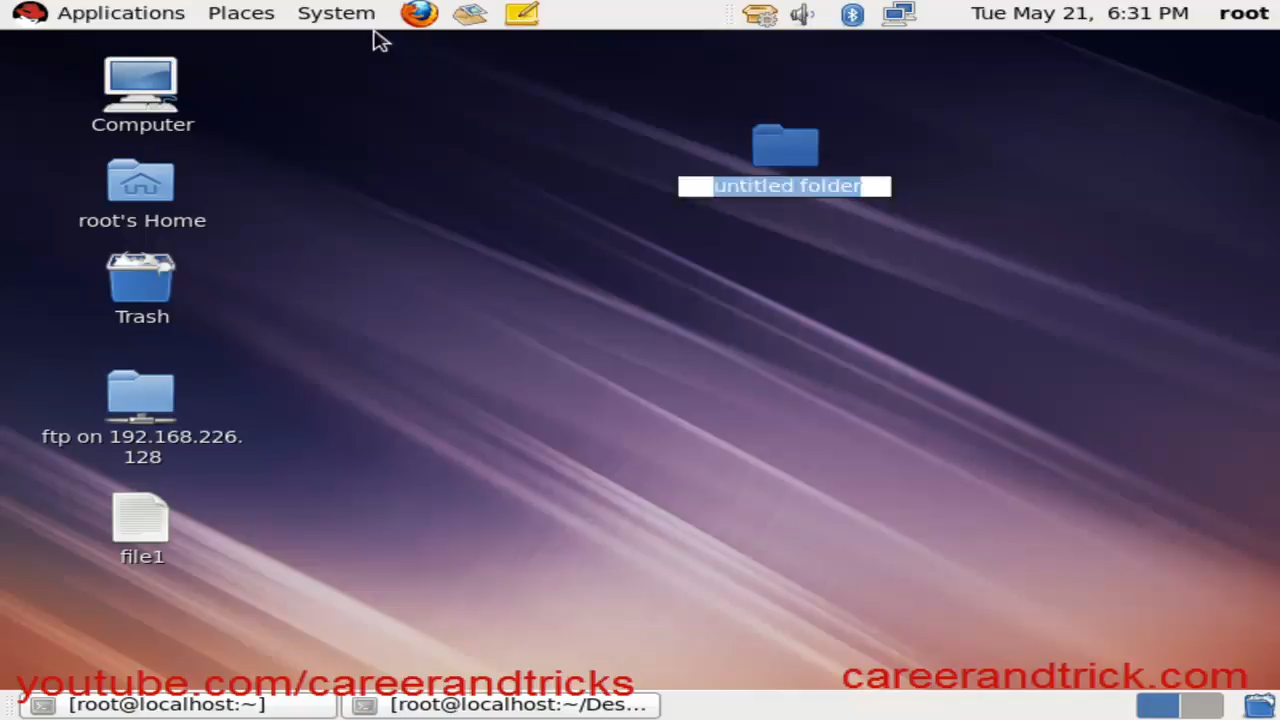 Applications Places System Tue May 21, 6:31 PM root
Computer
untitled folder
root's Home
Trash
ftp on 192.168.226.
128
file1
youtube.com/careerandtricks
careerandtrick.com
[root@localhost:~] [root@localhost:~/Des...